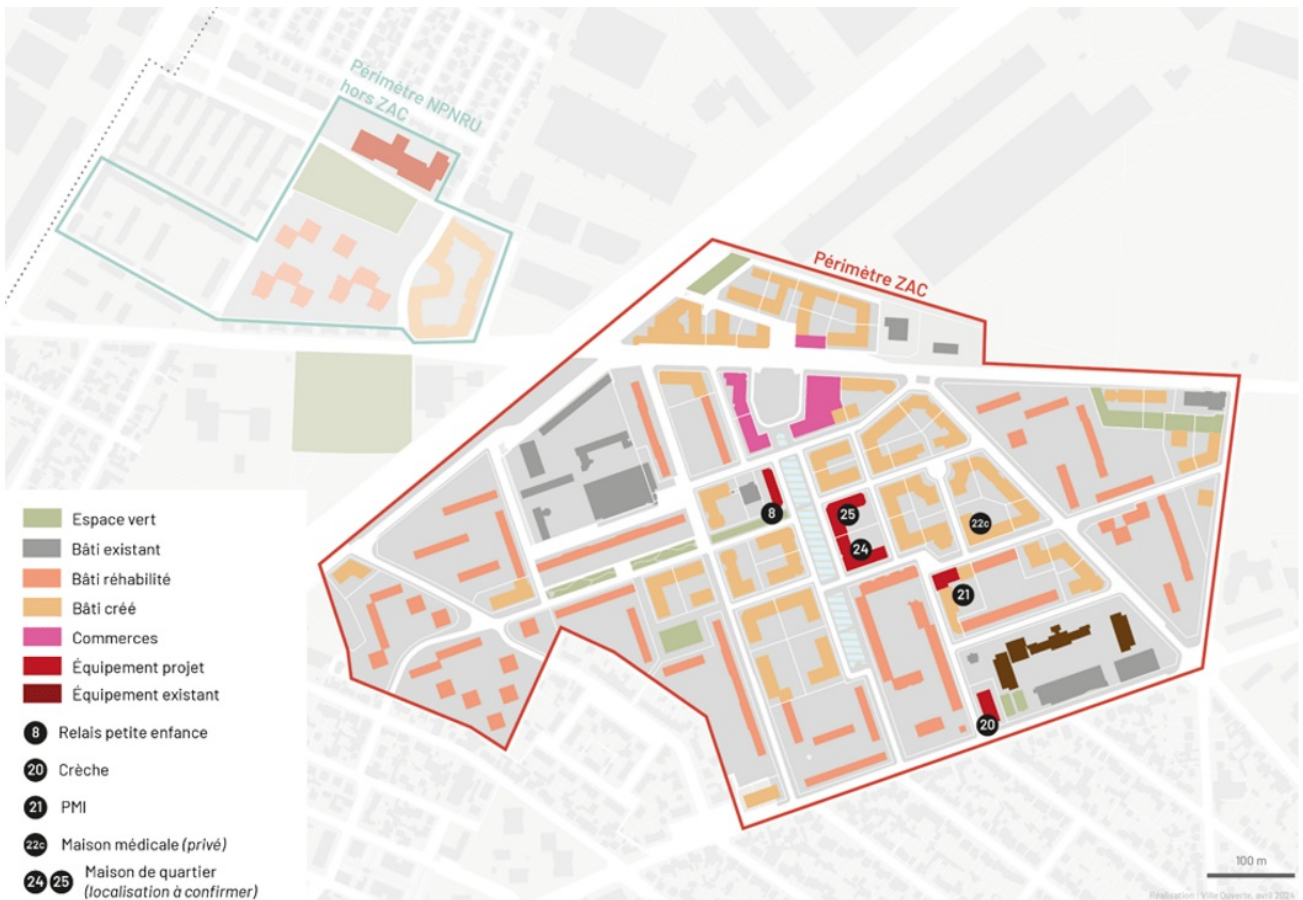 Périmètre NPNRU
hors ZAC
Périmètre ZAC
8
25
24
22c
21
20
Espace vert
Bâti existant
Bâti réhabilité
Bâti créé
Commerces
Équipement projet
Équipement existant
8 Relais petite enfance
20 Crèche
21 PMI
22c Maison médicale (privé)
24 25 Maison de quartier
(localisation à confirmer)
100 m
Réalisation : Ville Ouverte, avril 2024